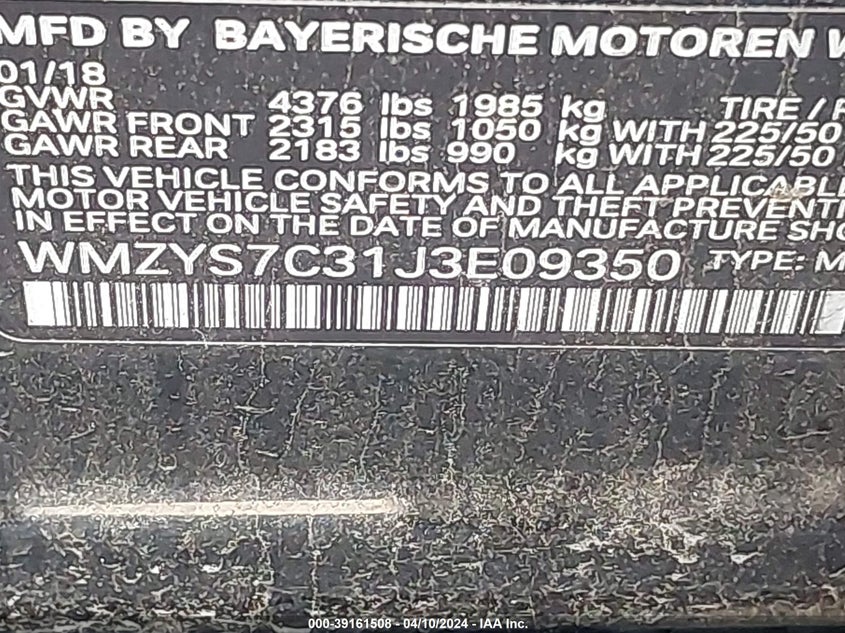 MFD BY BAYERISCHE MOTOREN W
01/18
GVWR 4376 lbs 1985 kg TIRE /
GAWR FRONT 2315 lbs 1050 kg WITH 225/50
GAWR REAR 2183 lbs 990 kg WITH 225/50
THIS VEHICLE CONFORMS TO ALL APPLICABLE
MOTOR VEHICLE SAFETY AND THEFT PREVENTI
IN EFFECT ON THE DATE OF MANUFACTURE SHO
WMZYS7C31J3E09350 TYPE: M
000-39161508 - 04/10/2024 - IAA Inc.